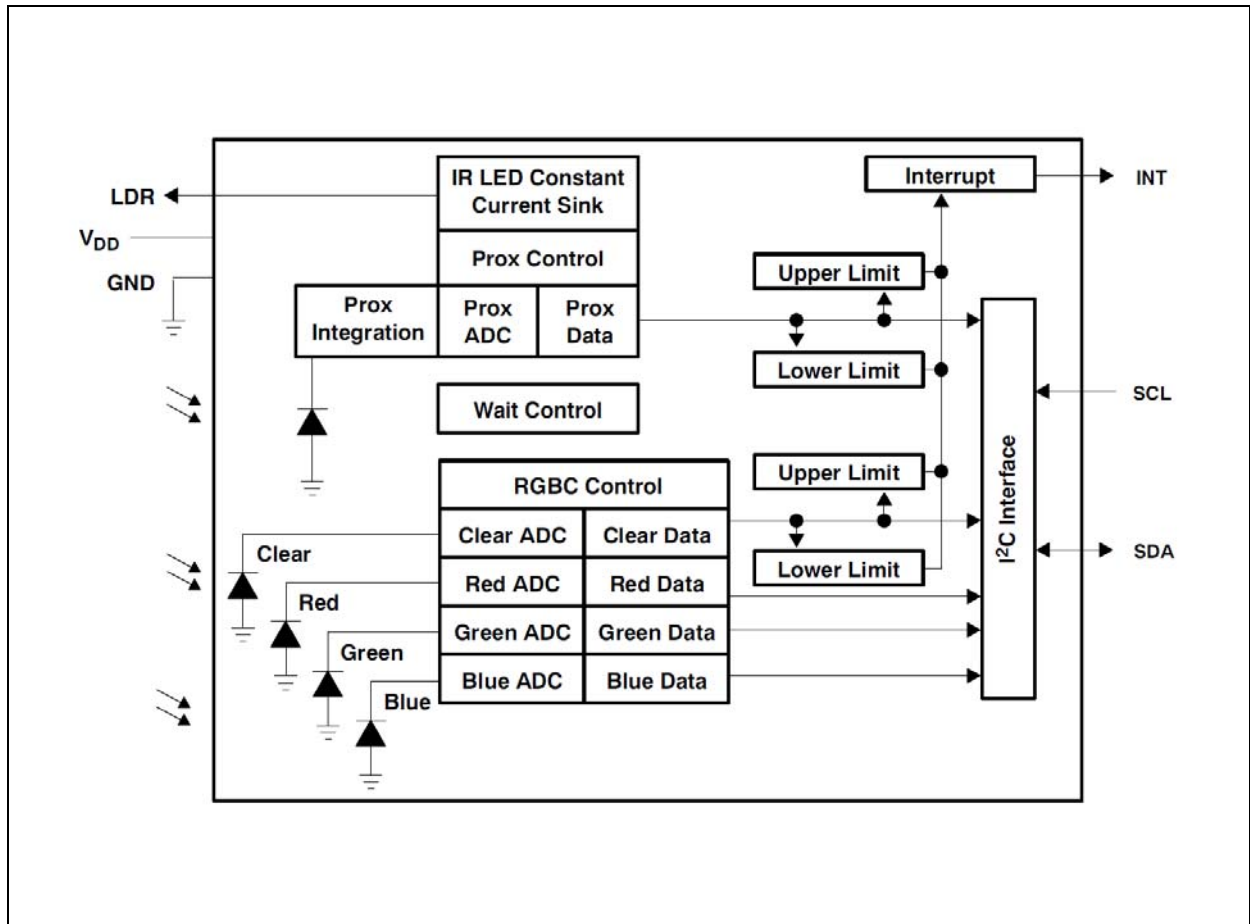 LDR
VDD
GND
IR LED Constant
Current Sink
Prox Control
Prox
Integration
Prox
ADC
Prox
Data
Wait Control
RGBC Control
Clear ADC
Clear Data
Red ADC
Red Data
Green ADC
Green Data
Blue ADC
Blue Data
Clear
Red
Green
Blue
Interrupt
INT
Upper Limit
Lower Limit
Upper Limit
Lower Limit
I2C Interface
SCL
SDA